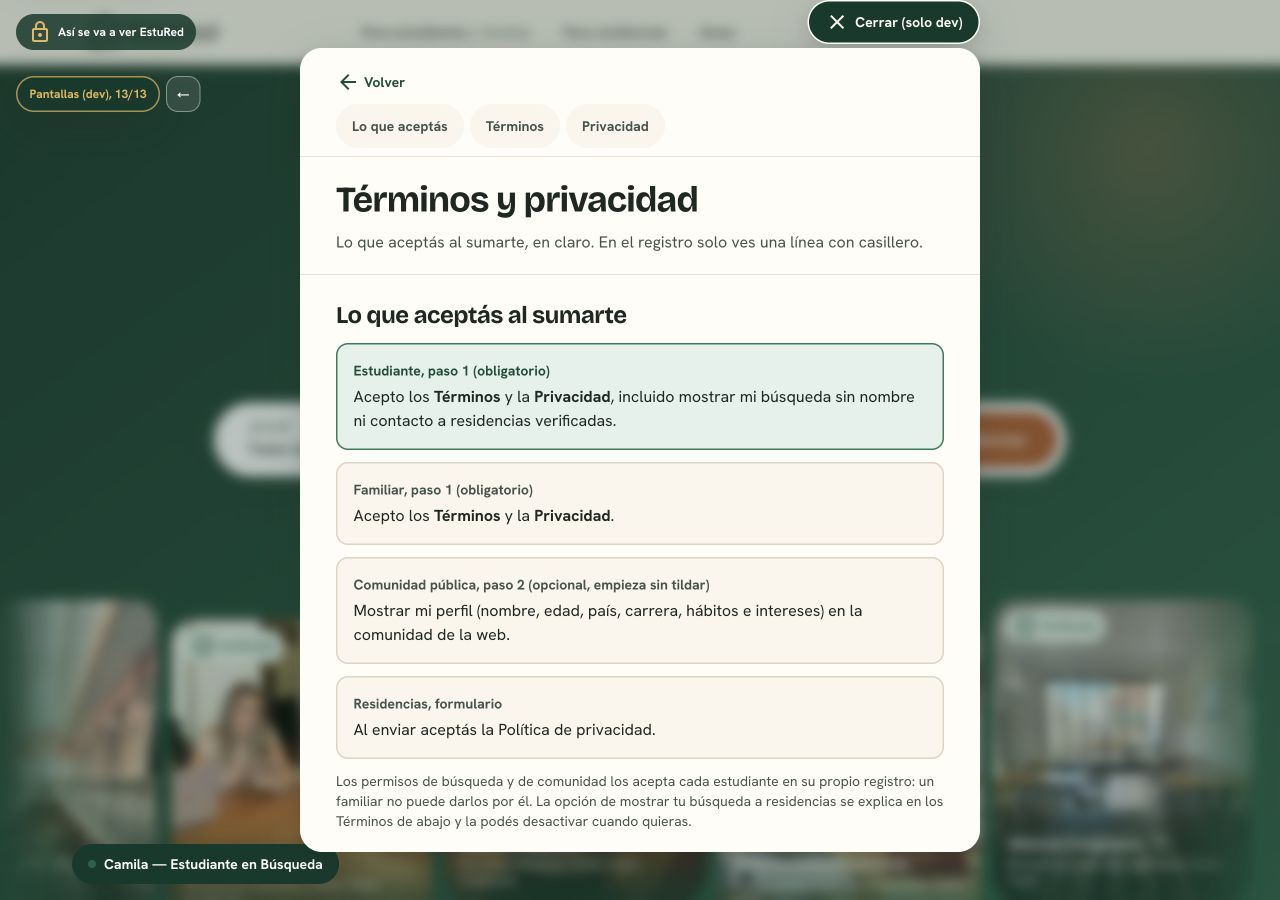 Así se va a ver EstuRed
Cerrar (solo dev)
Pantallas (dev), 13/13
←
Volver
Lo que aceptás
Términos
Privacidad
Términos y privacidad
Lo que aceptás al sumarte, en claro. En el registro solo ves una línea con casillero.
Lo que aceptás al sumarte
Estudiante, paso 1 (obligatorio)
Acepto los Términos y la Privacidad, incluido mostrar mi búsqueda sin nombre
ni contacto a residencias verificadas.
Familiar, paso 1 (obligatorio)
Acepto los Términos y la Privacidad.
Comunidad pública, paso 2 (opcional, empieza sin tildar)
Mostrar mi perfil (nombre, edad, país, carrera, hábitos e intereses) en la
comunidad de la web.
Residencias, formulario
Al enviar aceptás la Política de privacidad.
Los permisos de búsqueda y de comunidad los acepta cada estudiante en su propio registro: un
familiar no puede darlos por él. La opción de mostrar tu búsqueda a residencias se explica en los
Términos de abajo y la podés desactivar cuando quieras.
Camila — Estudiante en Búsqueda